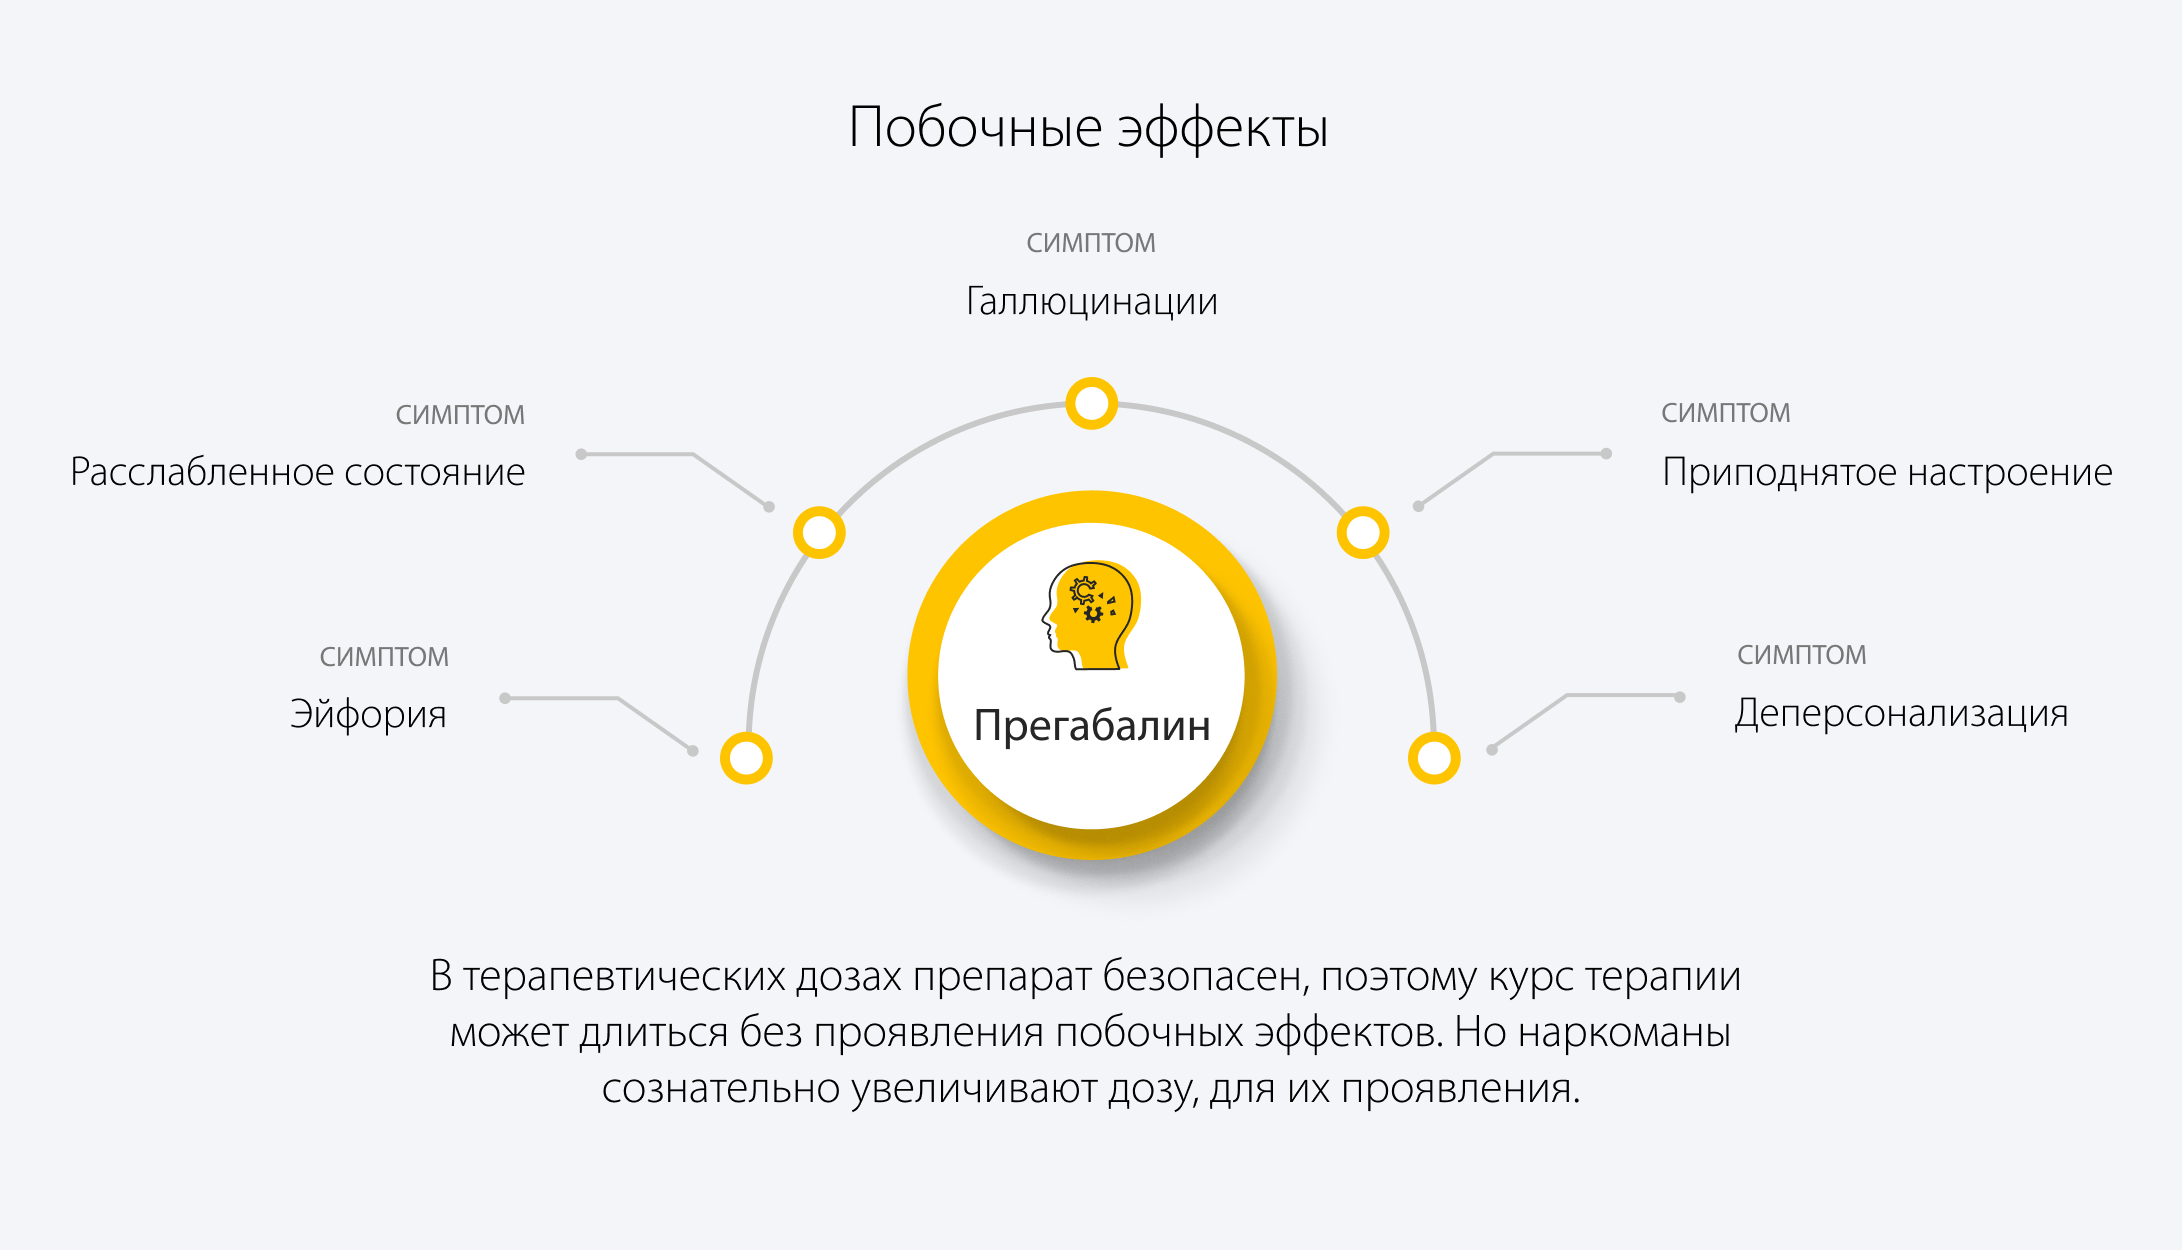 Побочные эффекты
СИМПТОМ
Галлюцинации
СИМПТОМ
Расслабленное состояние
СИМПТОМ
Приподнятое настроение
СИМПТОМ
Эйфория
СИМПТОМ
Деперсонализация
Прегабалин
В терапевтических дозах препарат безопасен, поэтому курс терапии
может длиться без проявления побочных эффектов. Но наркоманы
сознательно увеличивают дозу, для их проявления.